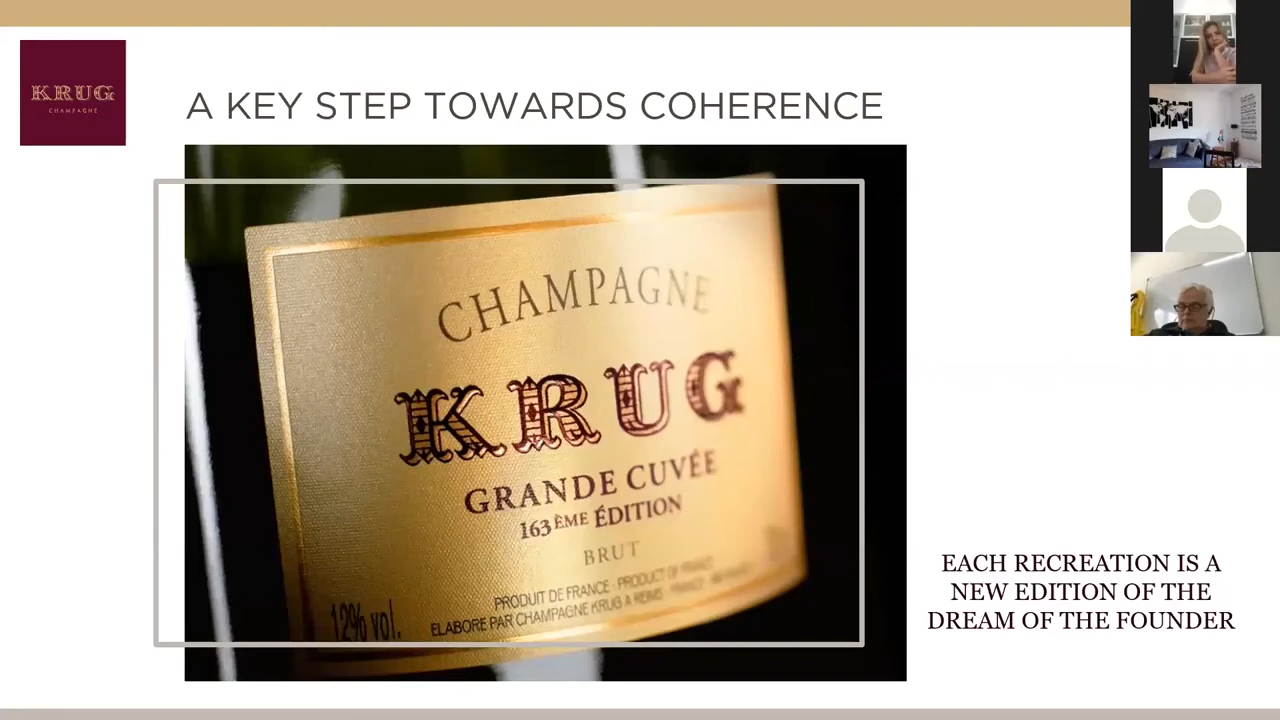 KRUG
CHAMPAGNE
A KEY STEP TOWARDS COHERENCE
CHAMPAGNE
KRUG
GRANDE CUVÉE
163ÈME ÉDITION
BRUT
PRODUIT DE FRANCE - PRODUCT OF FRANCE
12% vol.
ELABORE PAR CHAMPAGNE KRUG A REIMS - FRANCE
EACH RECREATION IS A
NEW EDITION OF THE
DREAM OF THE FOUNDER